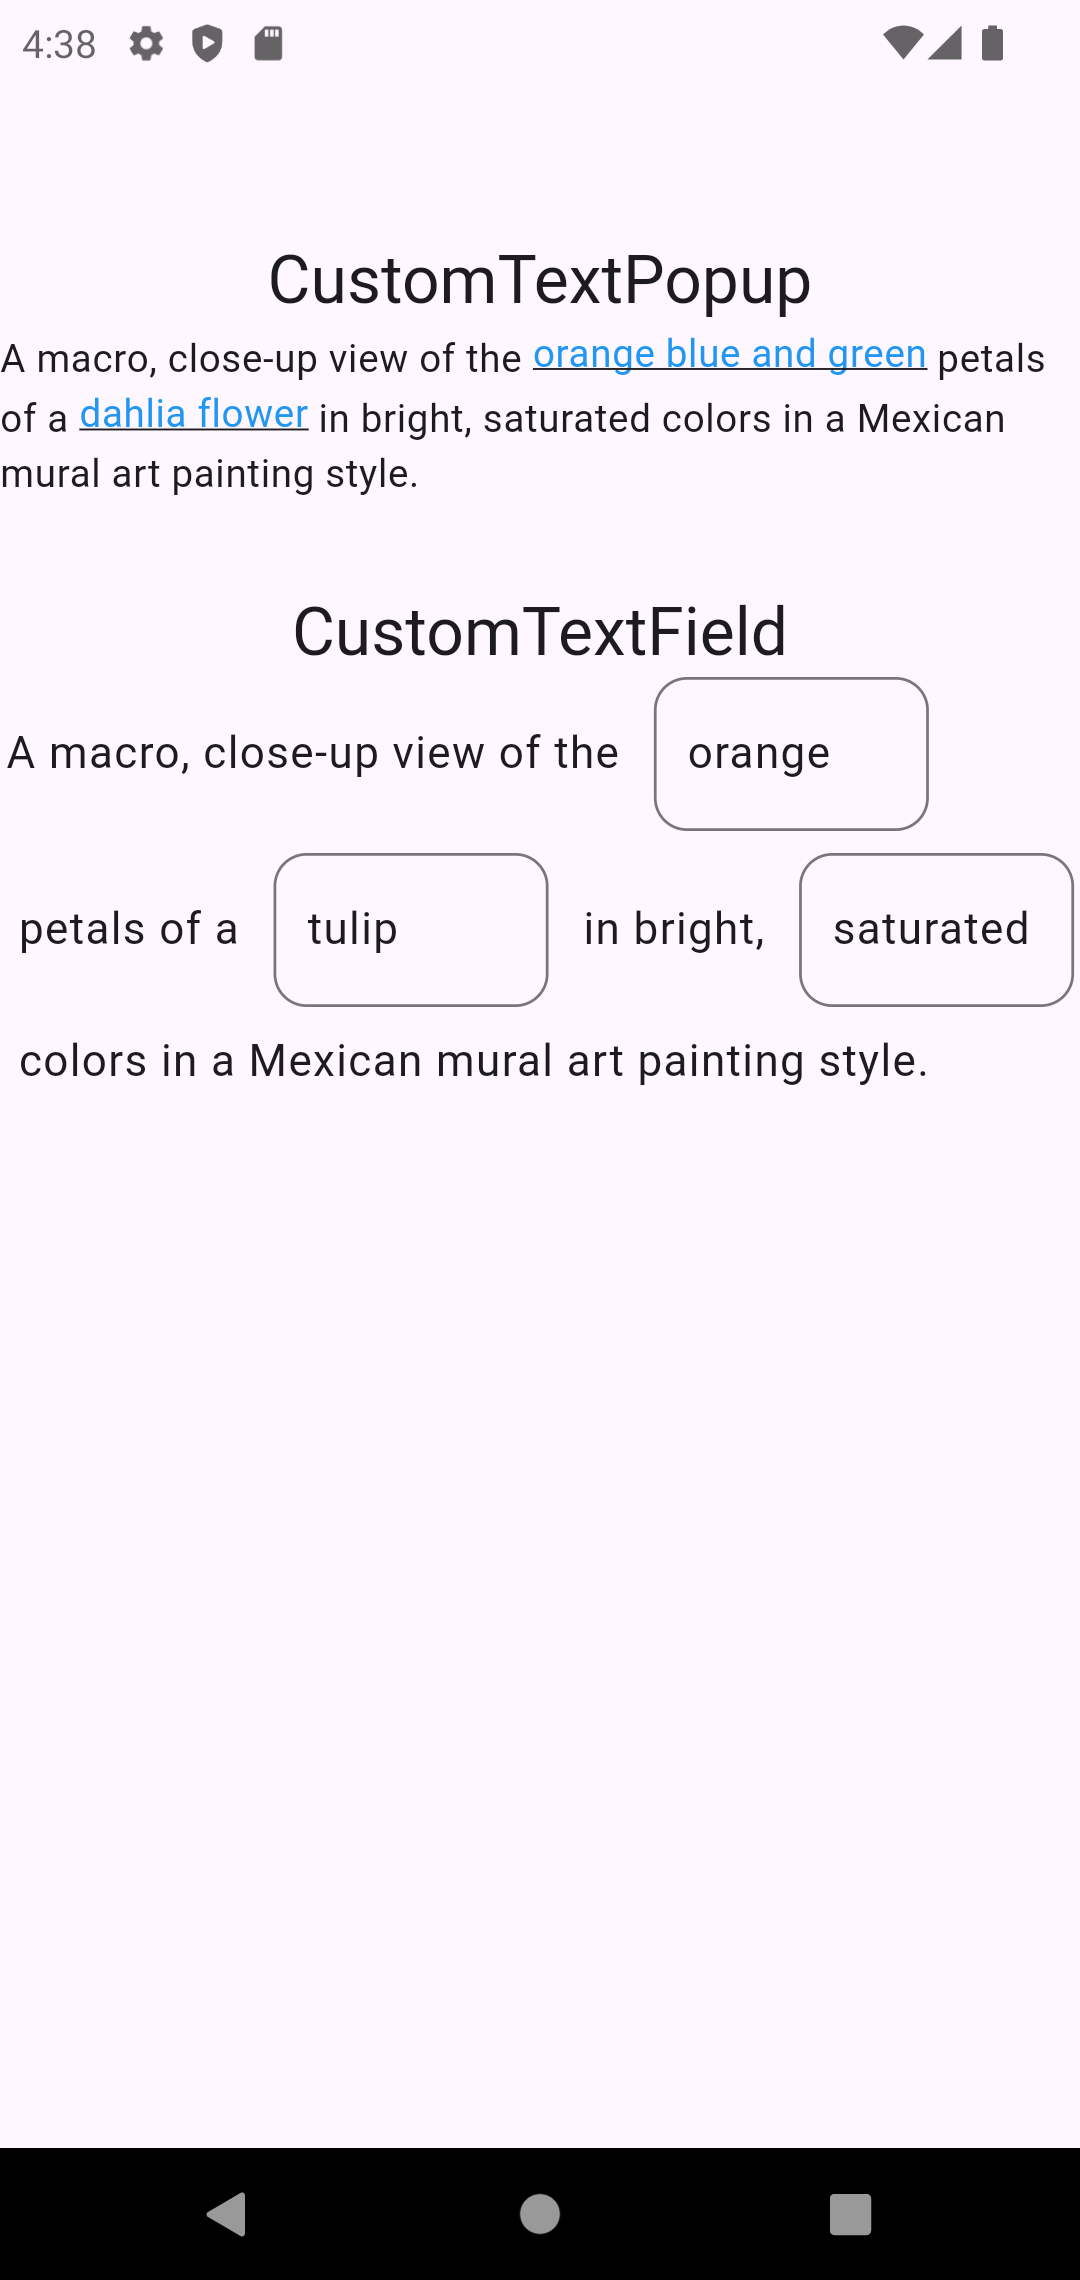 4:38
CustomTextPopup
A macro, close-up view of the orange blue and green petals
of a dahlia flower in bright, saturated colors in a Mexican
mural art painting style.
CustomTextField
A macro, close-up view of the orange
petals of a tulip in bright, saturated
colors in a Mexican mural art painting style.